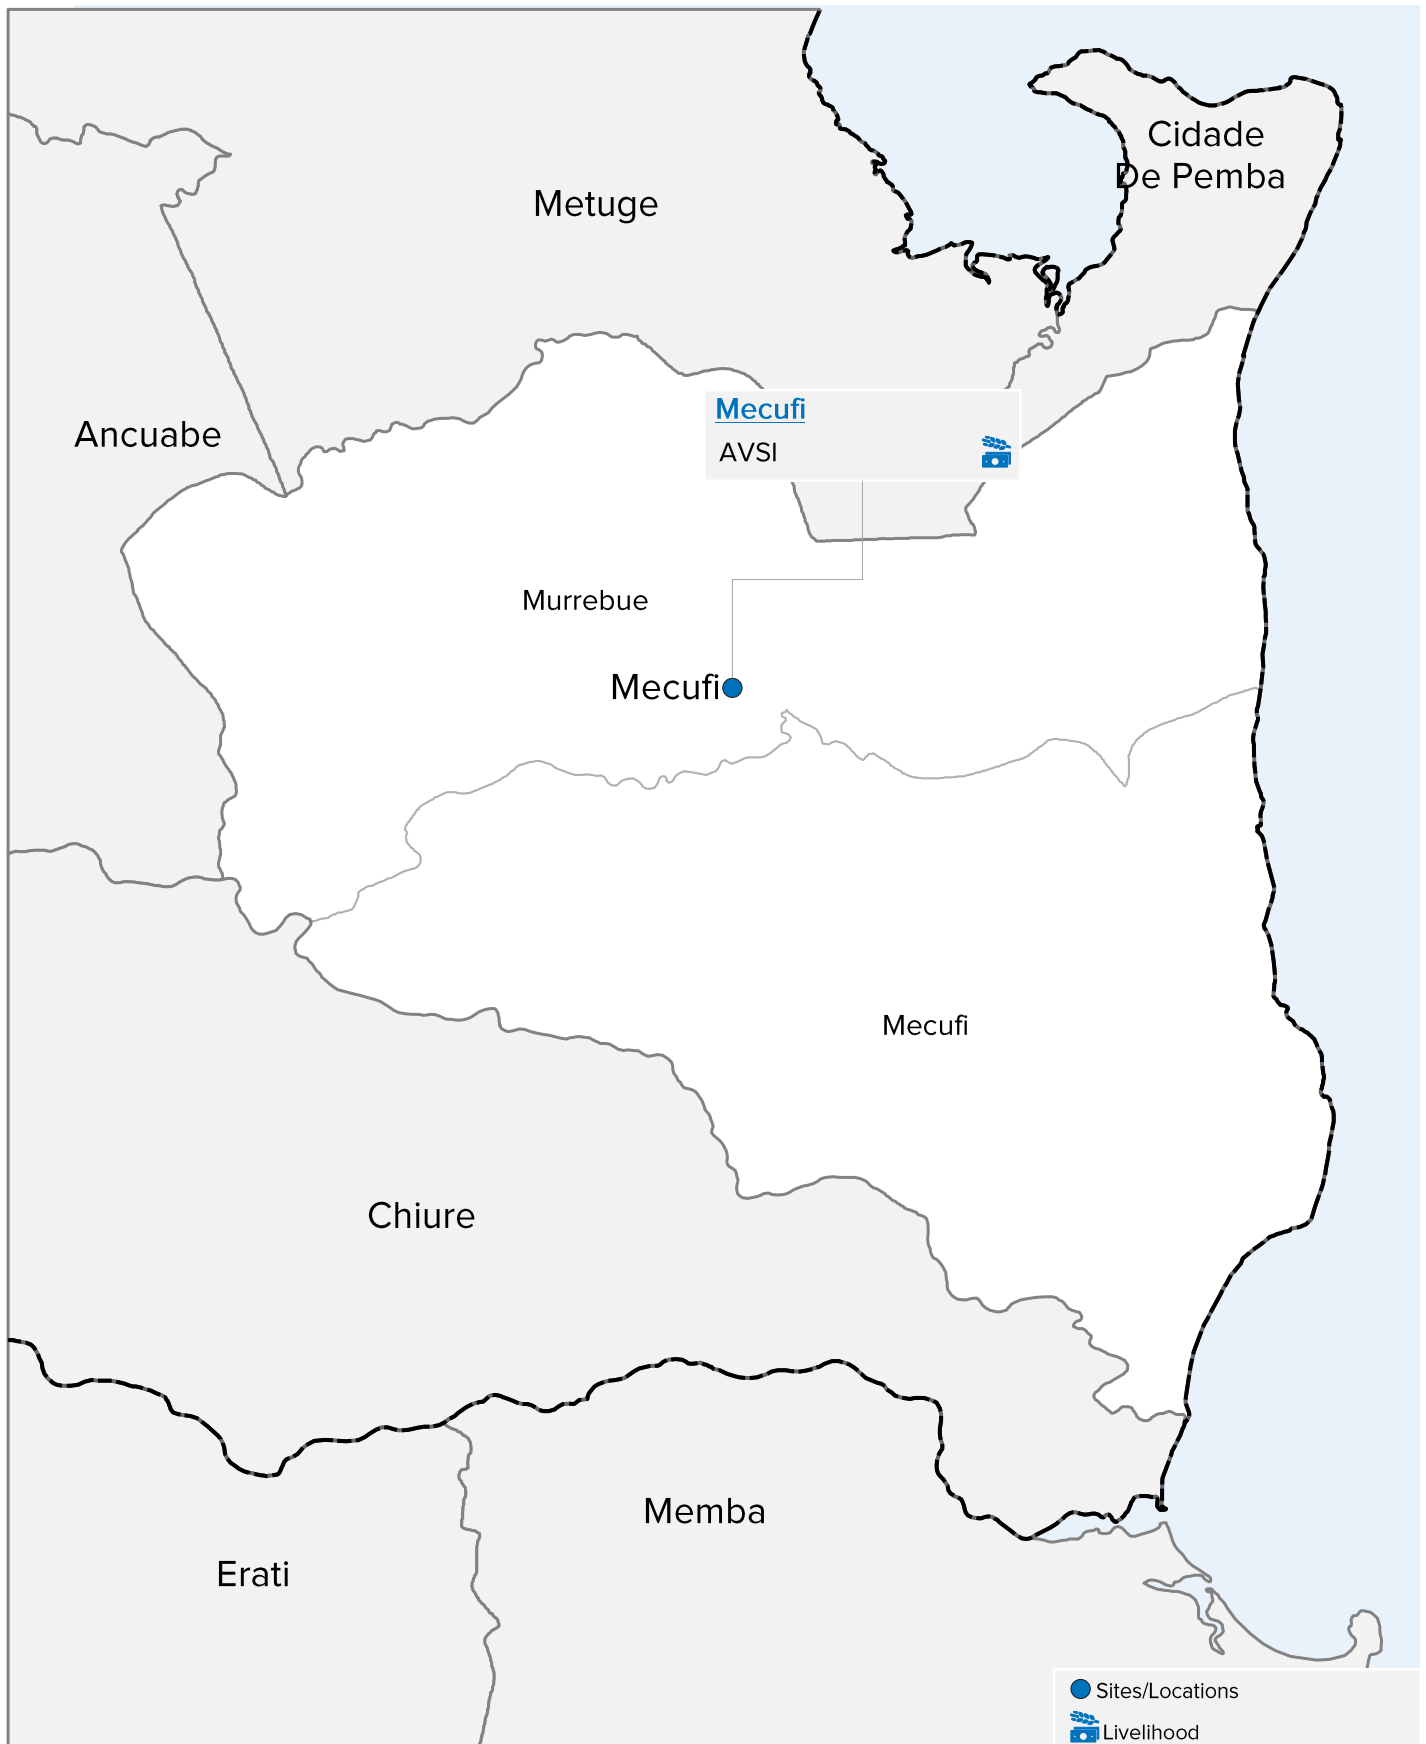 Cidade
De Pemba
Metuge
Mecufi
AVSI
Ancuabe
Murrebue
Mecufi
Mecufi
Chiure
Memba
Erati
Sites/Locations
Livelihood